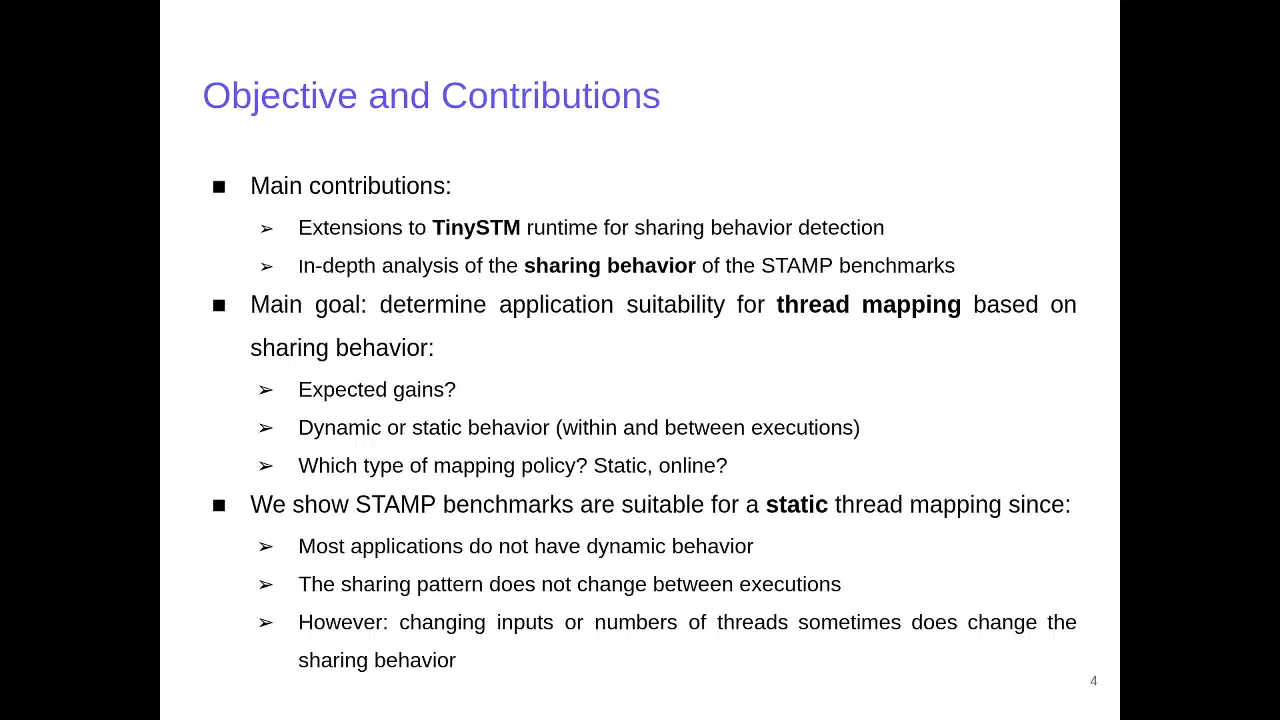 Objective and Contributions
■ Main contributions:
➢ Extensions to TinySTM runtime for sharing behavior detection
➢ In-depth analysis of the sharing behavior of the STAMP benchmarks
■ Main goal: determine application suitability for thread mapping based on
sharing behavior:
➢ Expected gains?
➢ Dynamic or static behavior (within and between executions)
➢ Which type of mapping policy? Static, online?
■ We show STAMP benchmarks are suitable for a static thread mapping since:
➢ Most applications do not have dynamic behavior
➢ The sharing pattern does not change between executions
➢ However: changing inputs or numbers of threads sometimes does change the
sharing behavior
4